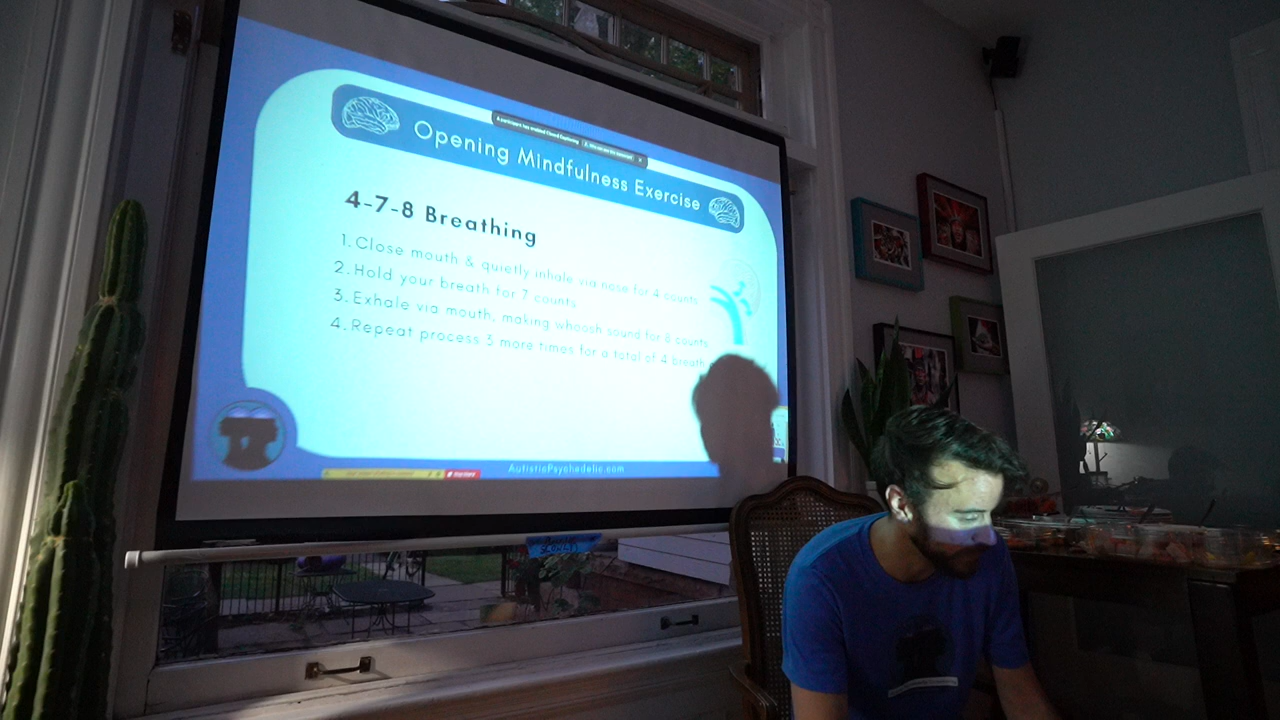 Opening Mindfulness Exercise
4-7-8 Breathing
1. Close mouth & quietly inhale via nose for 4 counts
2. Hold your breath for 7 counts
3. Exhale via mouth, making whoosh sound for 8 counts
4. Repeat process 3 more times for a total of 4 breath
AutisticPsychedelic.com